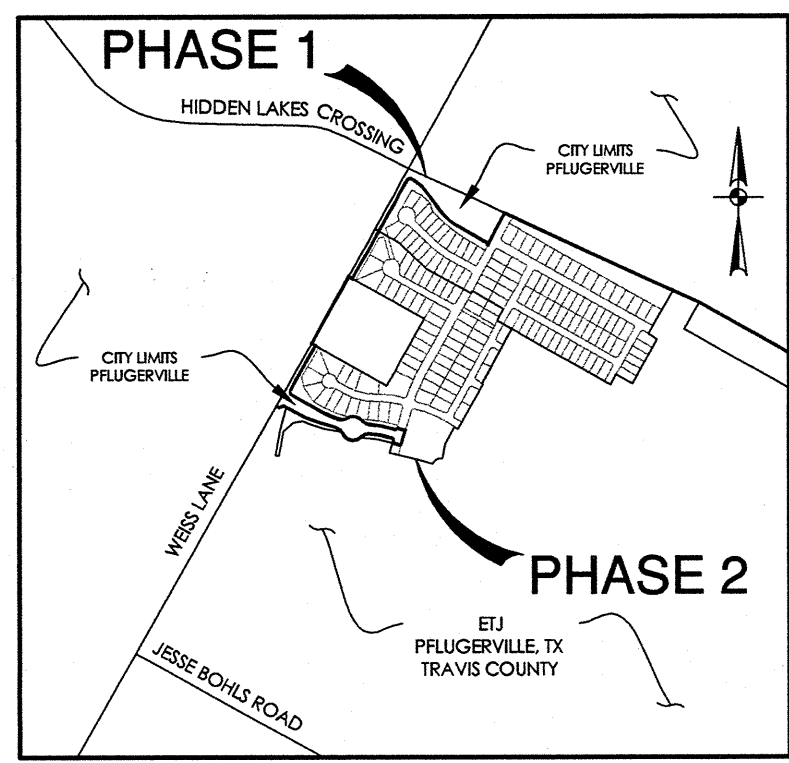 PHASE 1
HIDDEN LAKES CROSSING
CITY LIMITS
PFLUGERVILLE
CITY LIMITS
PFLUGERVILLE
WEISS LANE
PHASE 2
ETJ
PFLUGERVILLE, TX
TRAVIS COUNTY
JESSE BOHLS ROAD